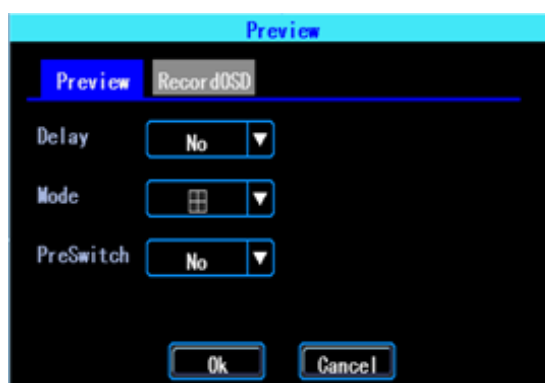 Preview
Preview RecordOSD
Delay No
Mode
PreSwitch No
Ok Cancel